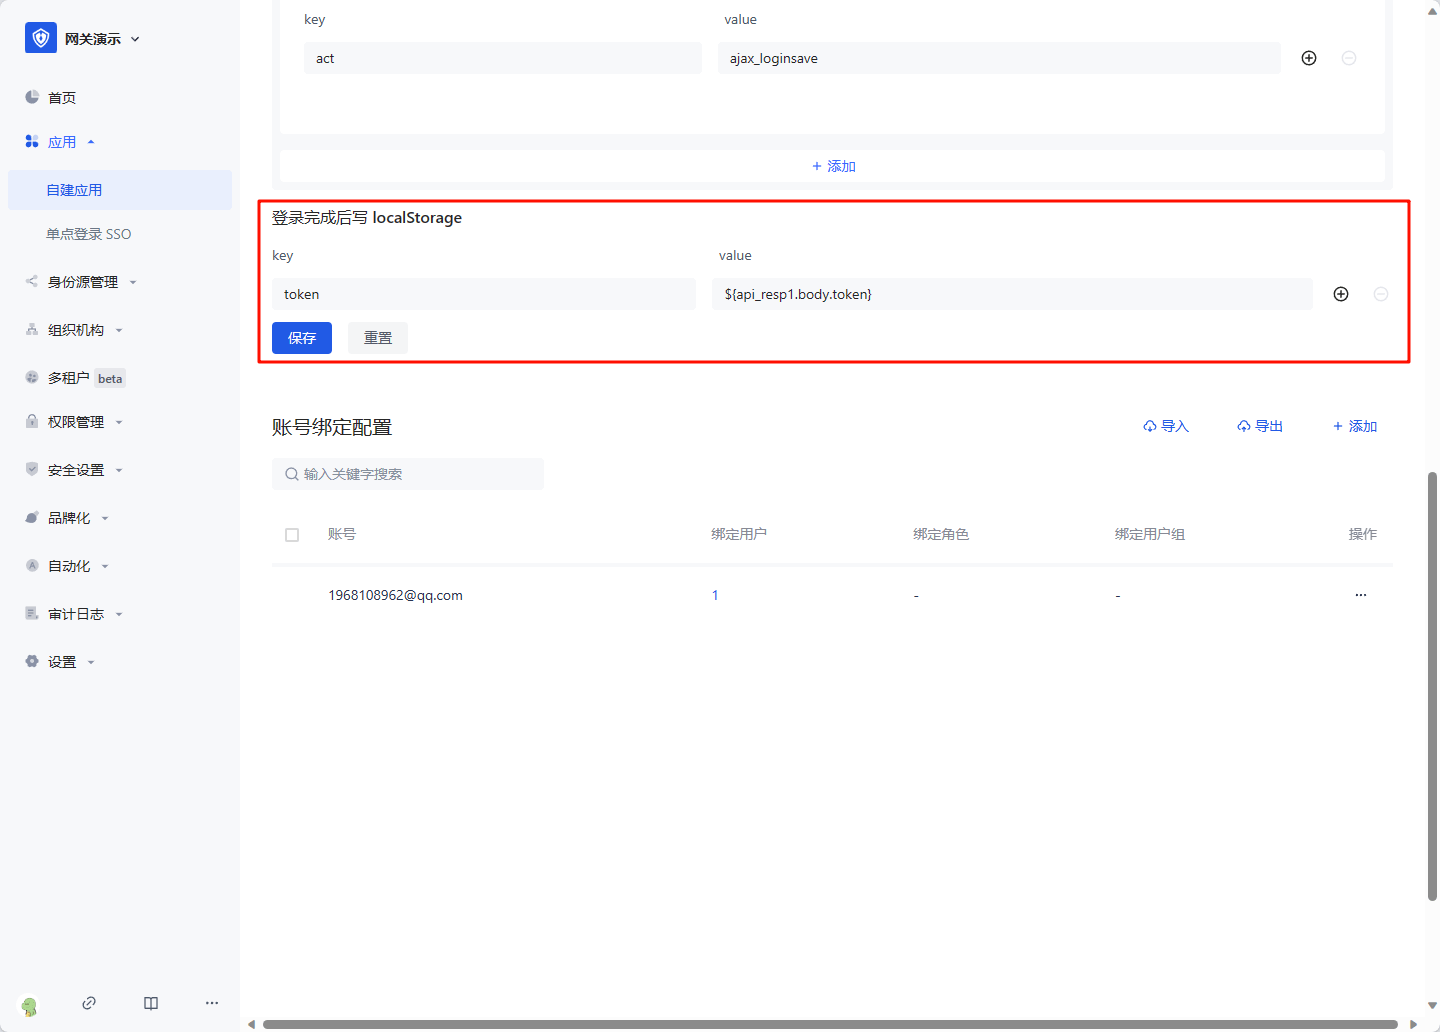 网关演示
首页
应用
自建应用
单点登录 SSO
身份源管理
组织机构
多租户 beta
权限管理
安全设置
品牌化
自动化
审计日志
设置
key value
act ajax_loginsave
+ 添加
登录完成后写 localStorage
key value
token ${api_resp1.body.token}
保存 重置
账号绑定配置 导入 导出 + 添加
输入关键字搜索
账号 绑定用户 绑定角色 绑定用户组 操作
1968108962@qq.com 1 - - ···